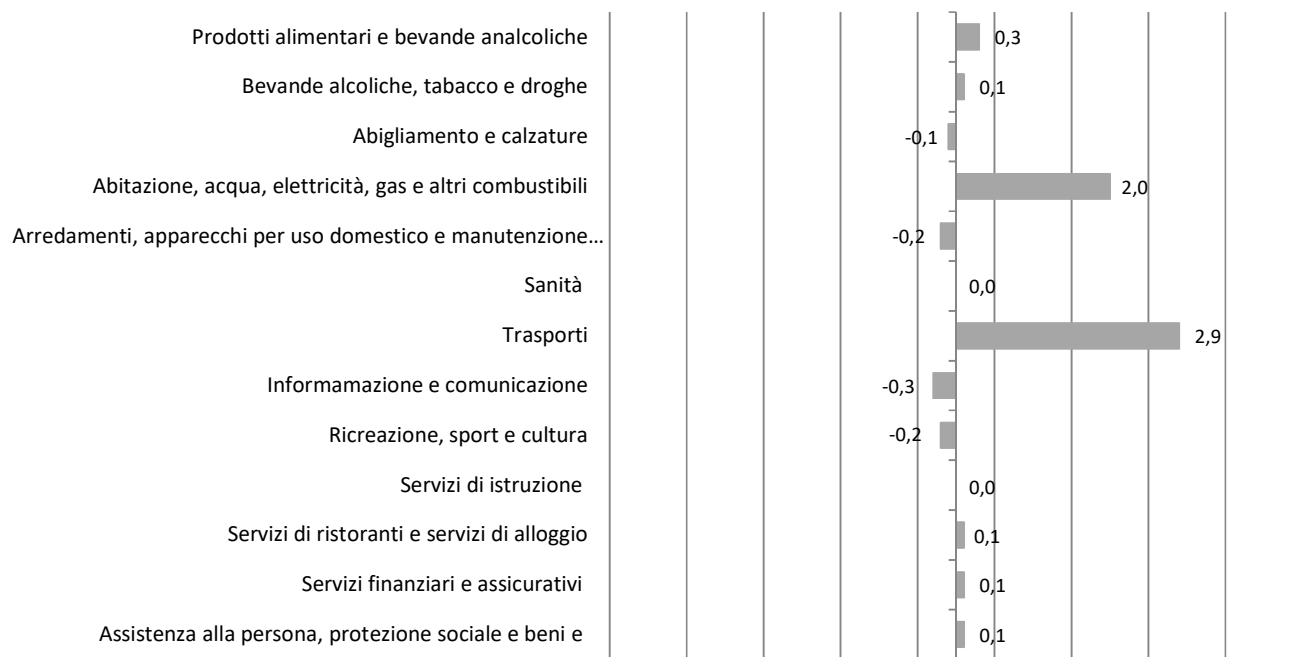 Prodotti alimentari e bevande analcoliche 0,3
Bevande alcoliche, tabacco e droghe 0,1
Abigliamento e calzature -0,1
Abitazione, acqua, elettricità, gas e altri combustibili 2,0
Arredamenti, apparecchi per uso domestico e manutenzione... -0,2
Sanità 0,0
Trasporti 2,9
Informamazione e comunicazione -0,3
Ricreazione, sport e cultura -0,2
Servizi di istruzione 0,0
Servizi di ristoranti e servizi di alloggio 0,1
Servizi finanziari e assicurativi 0,1
Assistenza alla persona, protezione sociale e beni e 0,1